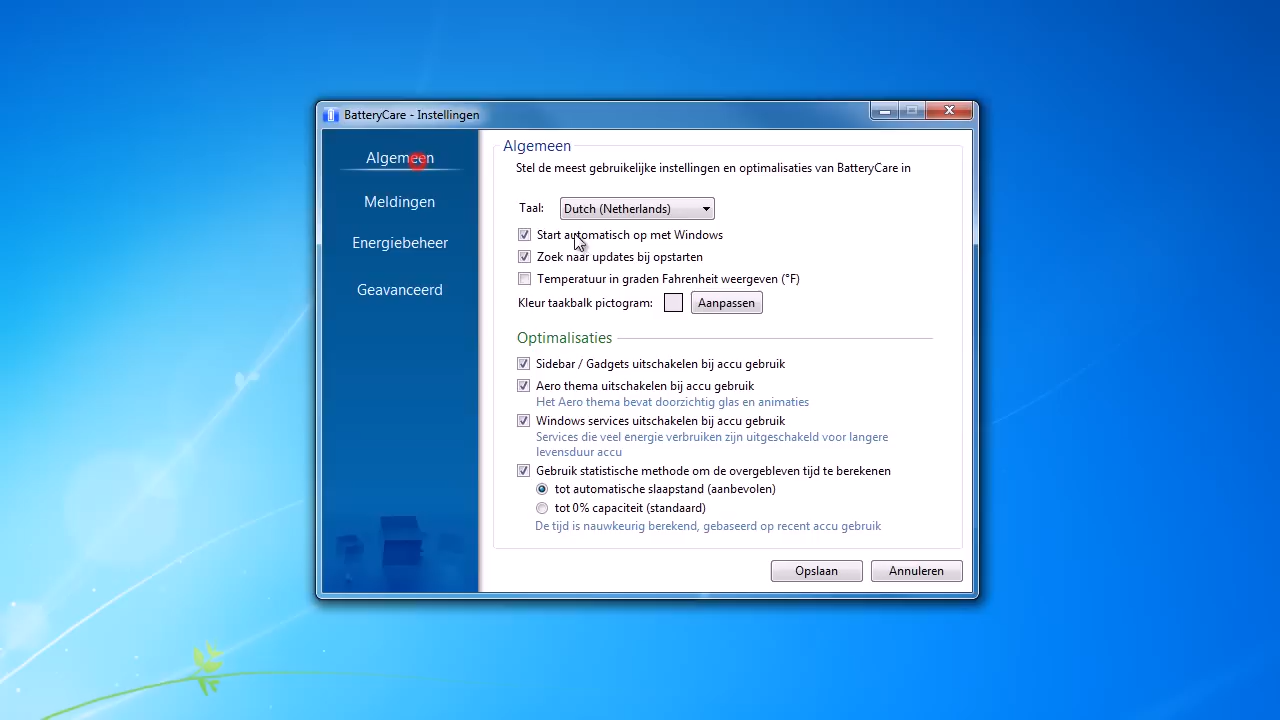 BatteryCare - Instellingen
Algemeen
Meldingen
Energiebeheer
Geavanceerd
Algemeen
Stel de meest gebruikelijke instellingen en optimalisaties van BatteryCare in
Taal: Dutch (Netherlands)
Start automatisch op met Windows
Zoek naar updates bij opstarten
Temperatuur in graden Fahrenheit weergeven (°F)
Kleur taakbalk pictogram: Aanpassen
Optimalisaties
Sidebar / Gadgets uitschakelen bij accu gebruik
Aero thema uitschakelen bij accu gebruik
Het Aero thema bevat doorzichtig glas en animaties
Windows services uitschakelen bij accu gebruik
Services die veel energie verbruiken zijn uitgeschakeld voor langere
levensduur accu
Gebruik statistische methode om de overgebleven tijd te berekenen
tot automatische slaapstand (aanbevolen)
tot 0% capaciteit (standaard)
De tijd is nauwkeurig berekend, gebaseerd op recent accu gebruik
Opslaan Annuleren